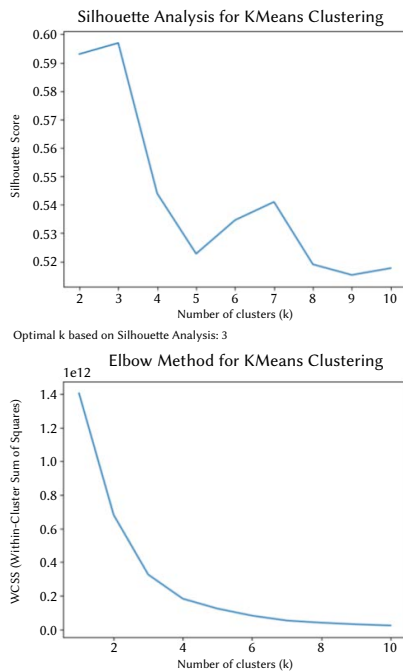 Silhouette Analysis for KMeans Clustering
0.60
0.59
0.58
0.57
0.56
0.55
0.54
0.53
0.52
Silhouette Score
2 3 4 5 6 7 8 9 10
Number of clusters (k)
Optimal k based on Silhouette Analysis: 3
Elbow Method for KMeans Clustering
1e12
1.4
1.2
1.0
0.8
0.6
0.4
0.2
0.0
WCSS (Within-Cluster Sum of Squares)
2 4 6 8 10
Number of clusters (k)